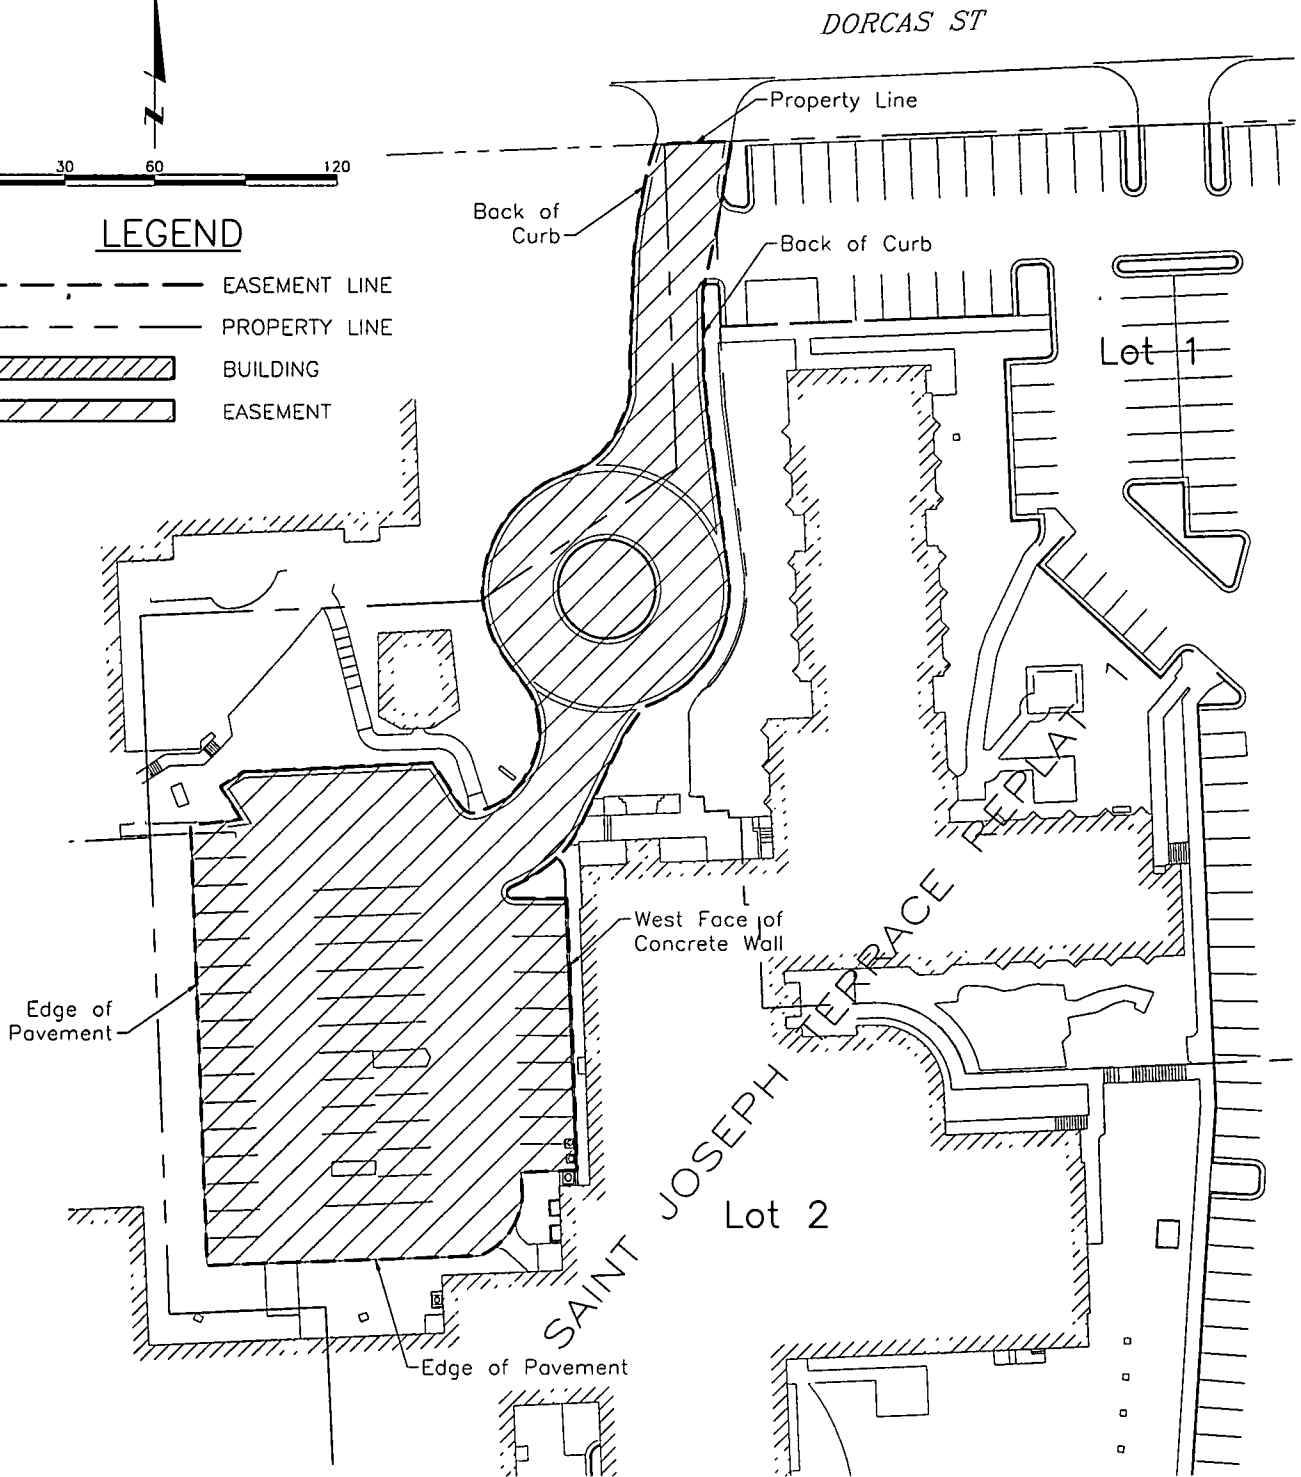 DORCAS ST
Property Line
30 60 120
N
Back of
Curb
LEGEND
Back of Curb
EASEMENT LINE
PROPERTY LINE
BUILDING
EASEMENT
Lot 1
West Face of
Concrete Wall
Edge of
Pavement
SAINT JOSEPH TERRACE REPLAT 1
Lot 2
Edge of Pavement